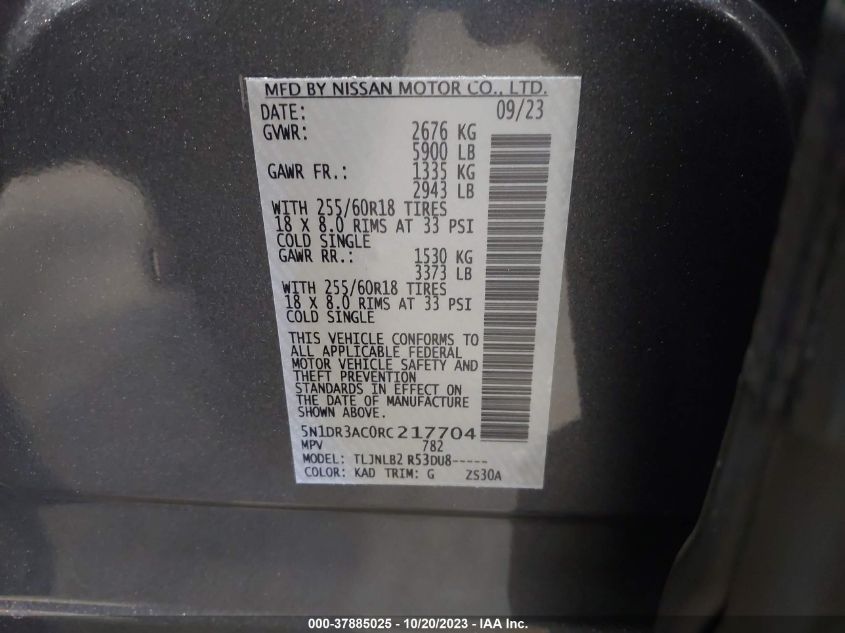 MFD BY NISSAN MOTOR CO., LTD.
DATE: 09/23
GVWR: 2676 KG
5900 LB
GAWR FR.: 1335 KG
2943 LB
WITH 255/60R18 TIRES
18 X 8.0 RIMS AT 33 PSI
COLD SINGLE
GAWR RR.: 1530 KG
3373 LB
WITH 255/60R18 TIRES
18 X 8.0 RIMS AT 33 PSI
COLD SINGLE
THIS VEHICLE CONFORMS TO
ALL APPLICABLE FEDERAL
MOTOR VEHICLE SAFETY AND
THEFT PREVENTION
STANDARDS IN EFFECT ON
THE DATE OF MANUFACTURE
SHOWN ABOVE.
5N1DR3AC0RC217704
MPV 782
MODEL: TLJNLB2 R53DU8-----
COLOR: KAD TRIM: G ZS30A
000-37885025 - 10/20/2023 - © IAA, Inc.